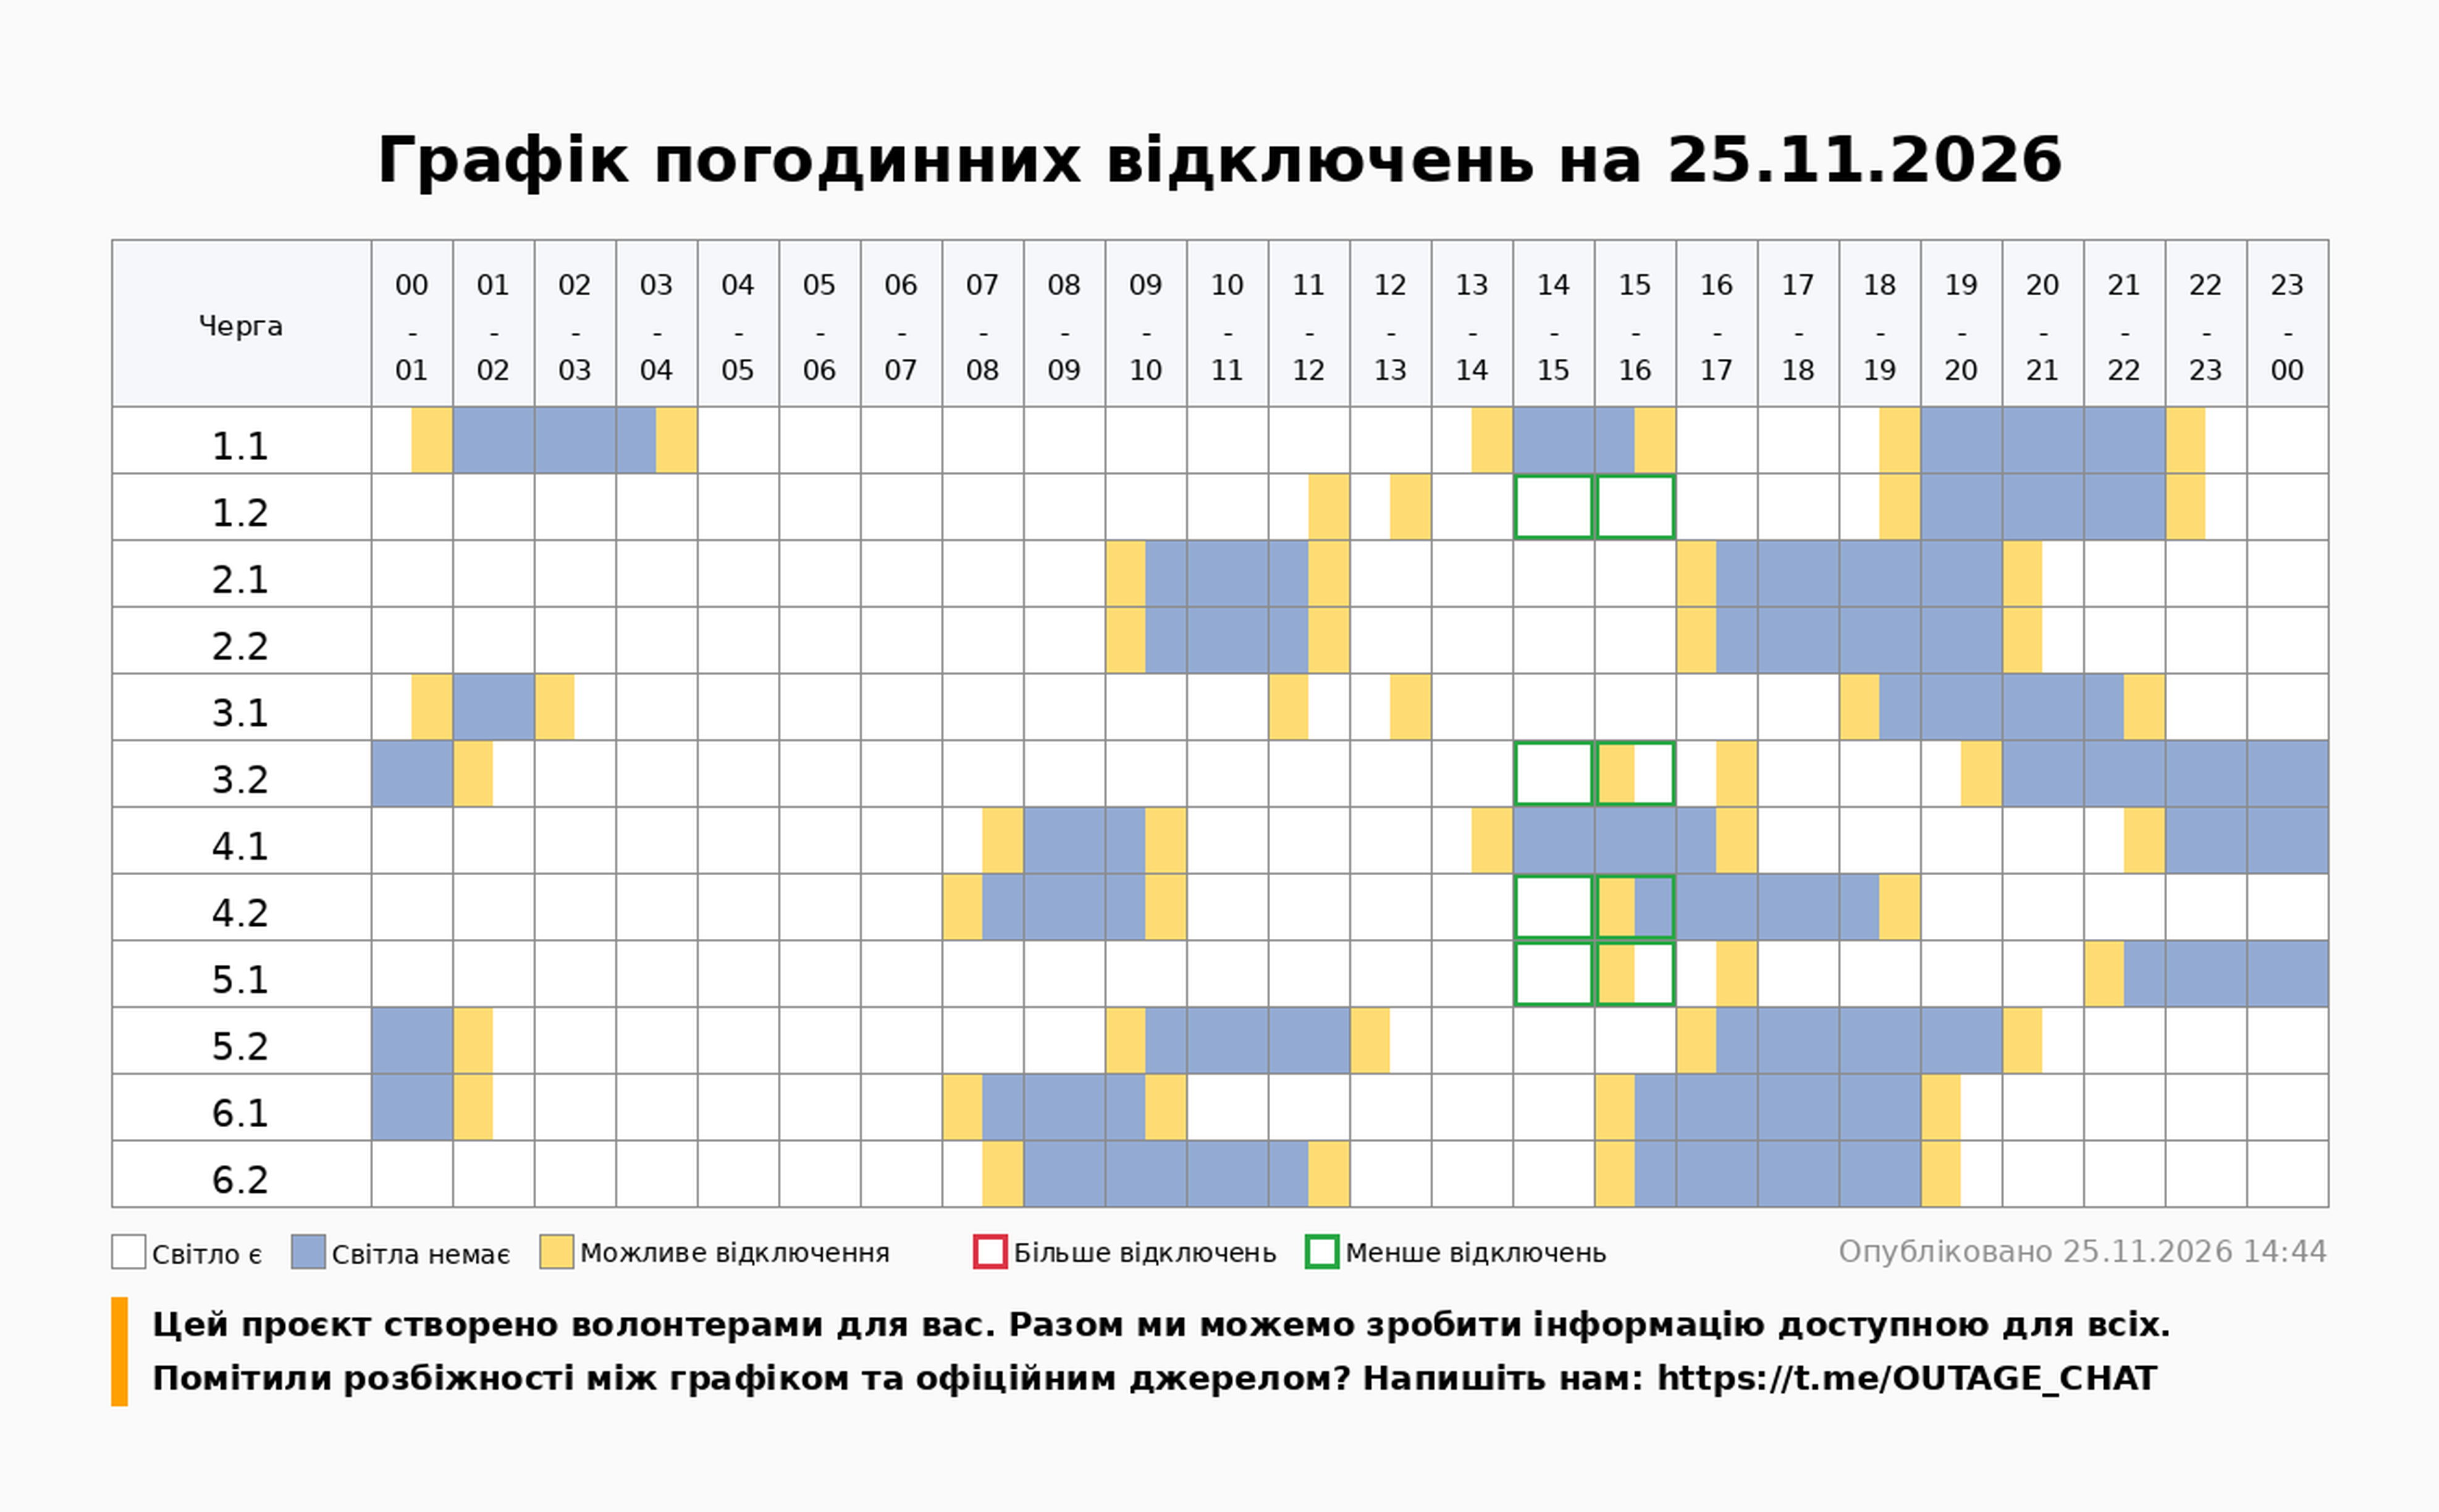 Графік погодинних відключень на 25.11.2026
Черга
00 - 01
01 - 02
02 - 03
03 - 04
04 - 05
05 - 06
06 - 07
07 - 08
08 - 09
09 - 10
10 - 11
11 - 12
12 - 13
13 - 14
14 - 15
15 - 16
16 - 17
17 - 18
18 - 19
19 - 20
20 - 21
21 - 22
22 - 23
23 - 00
1.1
1.2
2.1
2.2
3.1
3.2
4.1
4.2
5.1
5.2
6.1
6.2
Світло є
Світла немає
Можливе відключення
Більше відключень
Менше відключень
Опубліковано 25.11.2026 14:44
Цей проєкт створено волонтерами для вас. Разом ми можемо зробити інформацію доступною для всіх.
Помітили розбіжності між графіком та офіційним джерелом? Напишіть нам: https://t.me/OUTAGE_CHAT